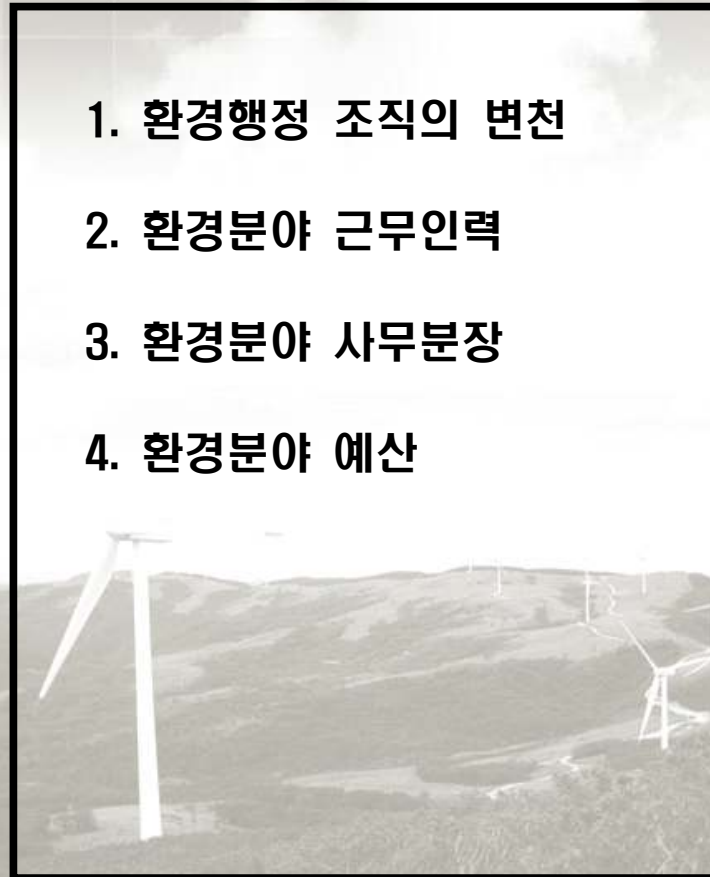 1. 환경행정 조직의 변천
2. 환경분야 근무인력
3. 환경분야 사무분장
4. 환경분야 예산